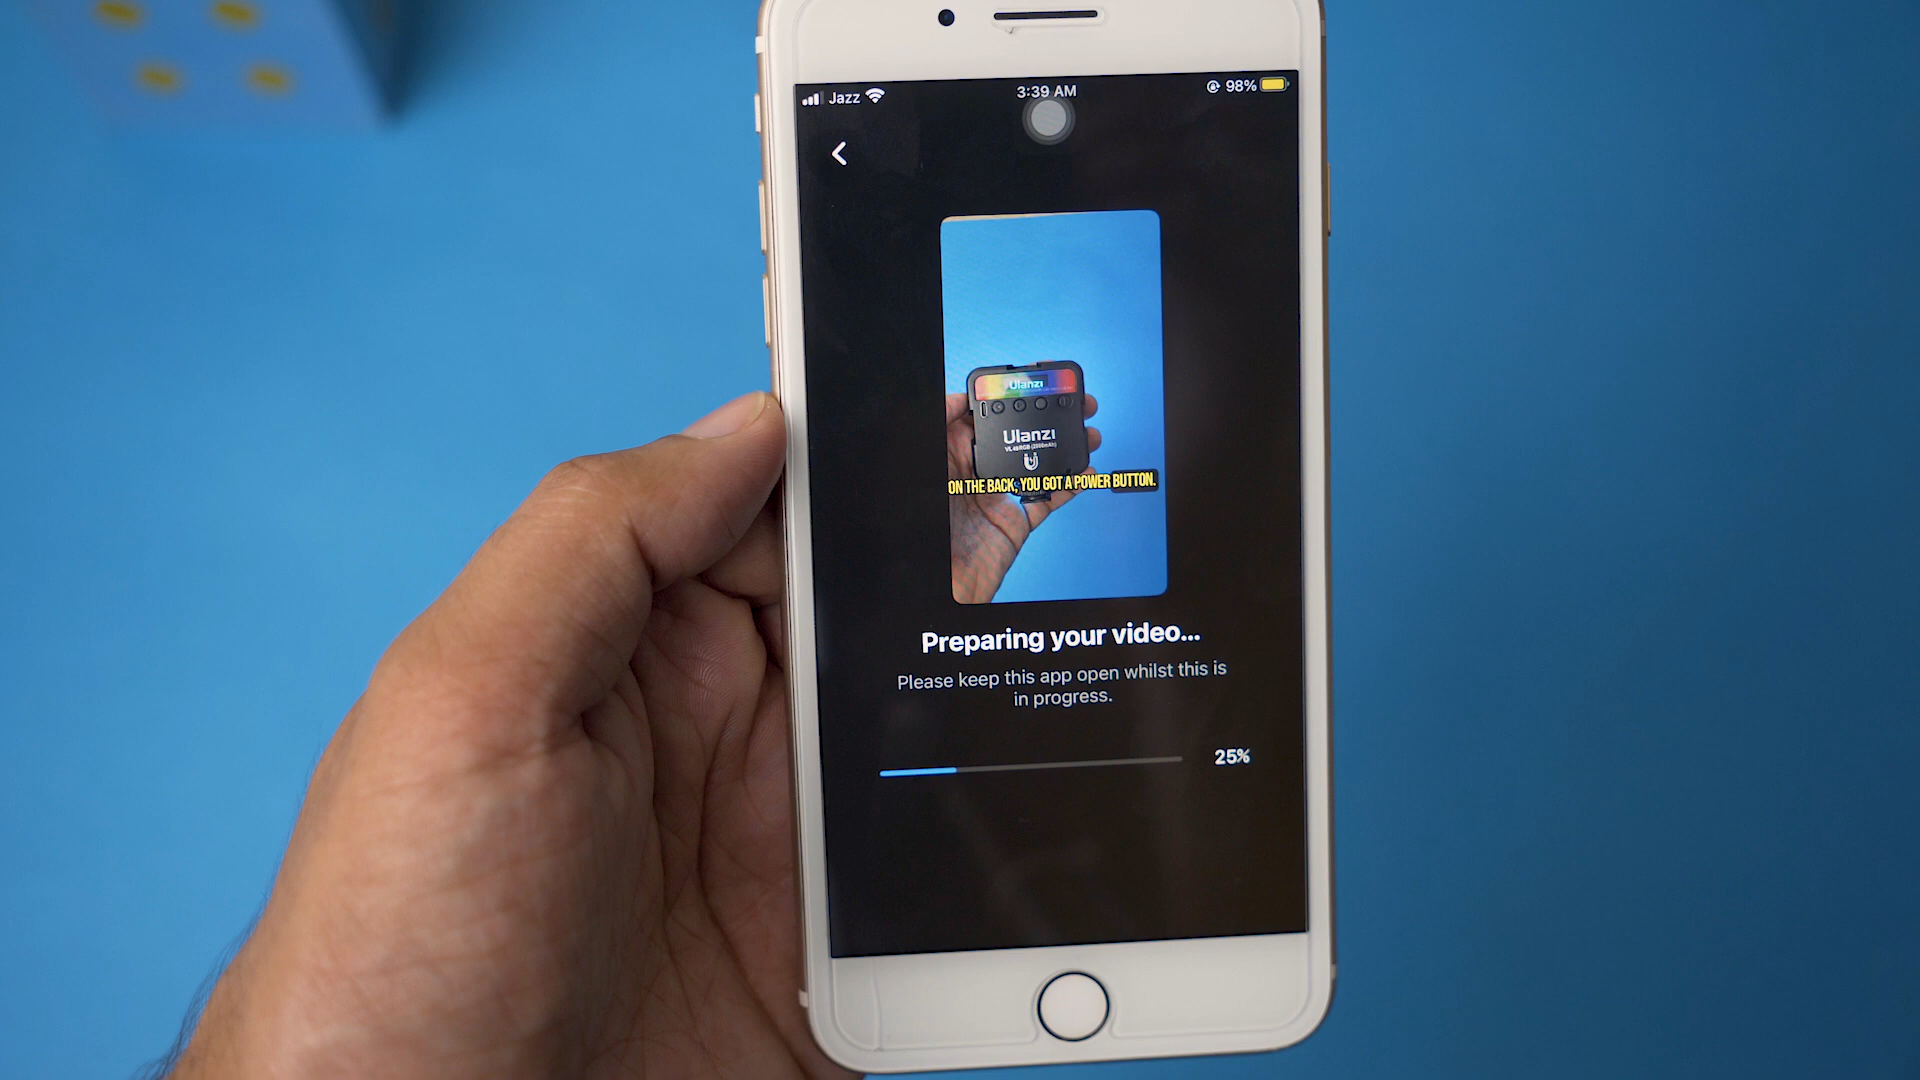 Jazz
3:39 AM
98%
Ulanzi
Ulanzi
ON THE BACK, YOU GOT A POWER BUTTON.
Preparing your video...
Please keep this app open whilst this is
in progress.
25%